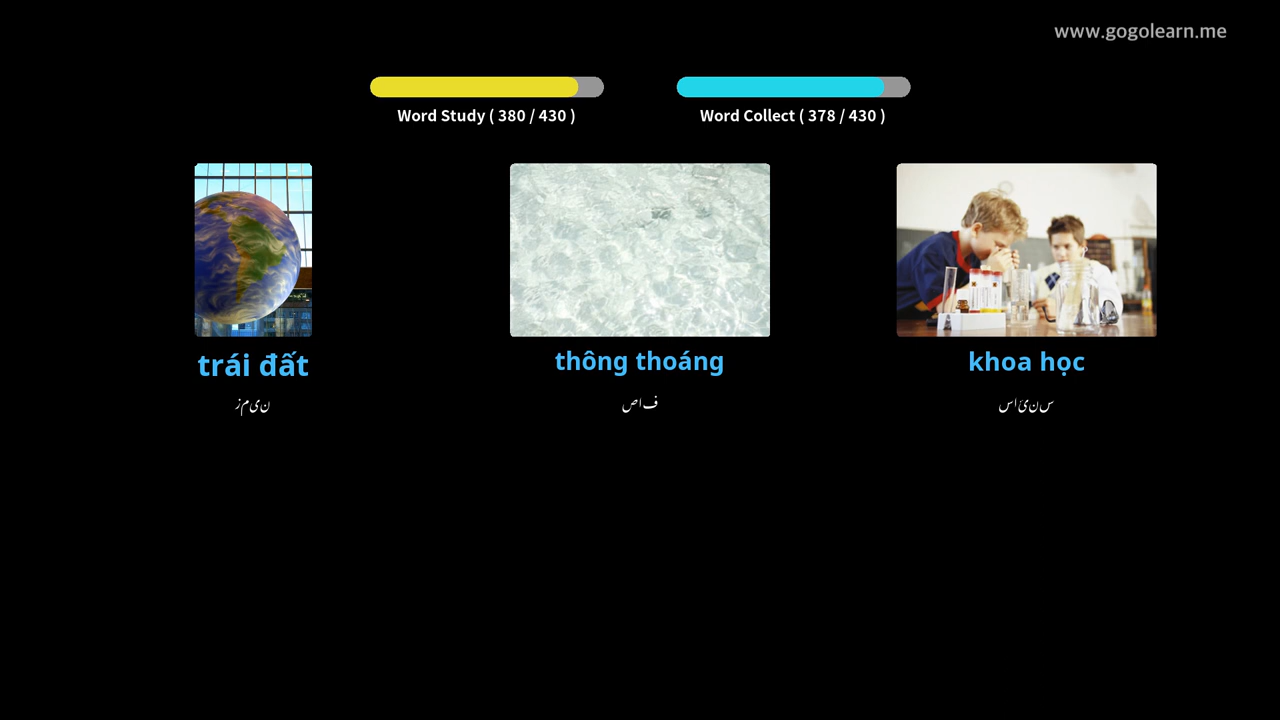 www.gogolearn.me
Word Study ( 380 / 430 )
Word Collect ( 378 / 430 )
trái đất
thông thoáng
khoa học
ن‌ی‌م‌ز
ف‌ا‌ص
س‌ن‌ئ‌ا‌س